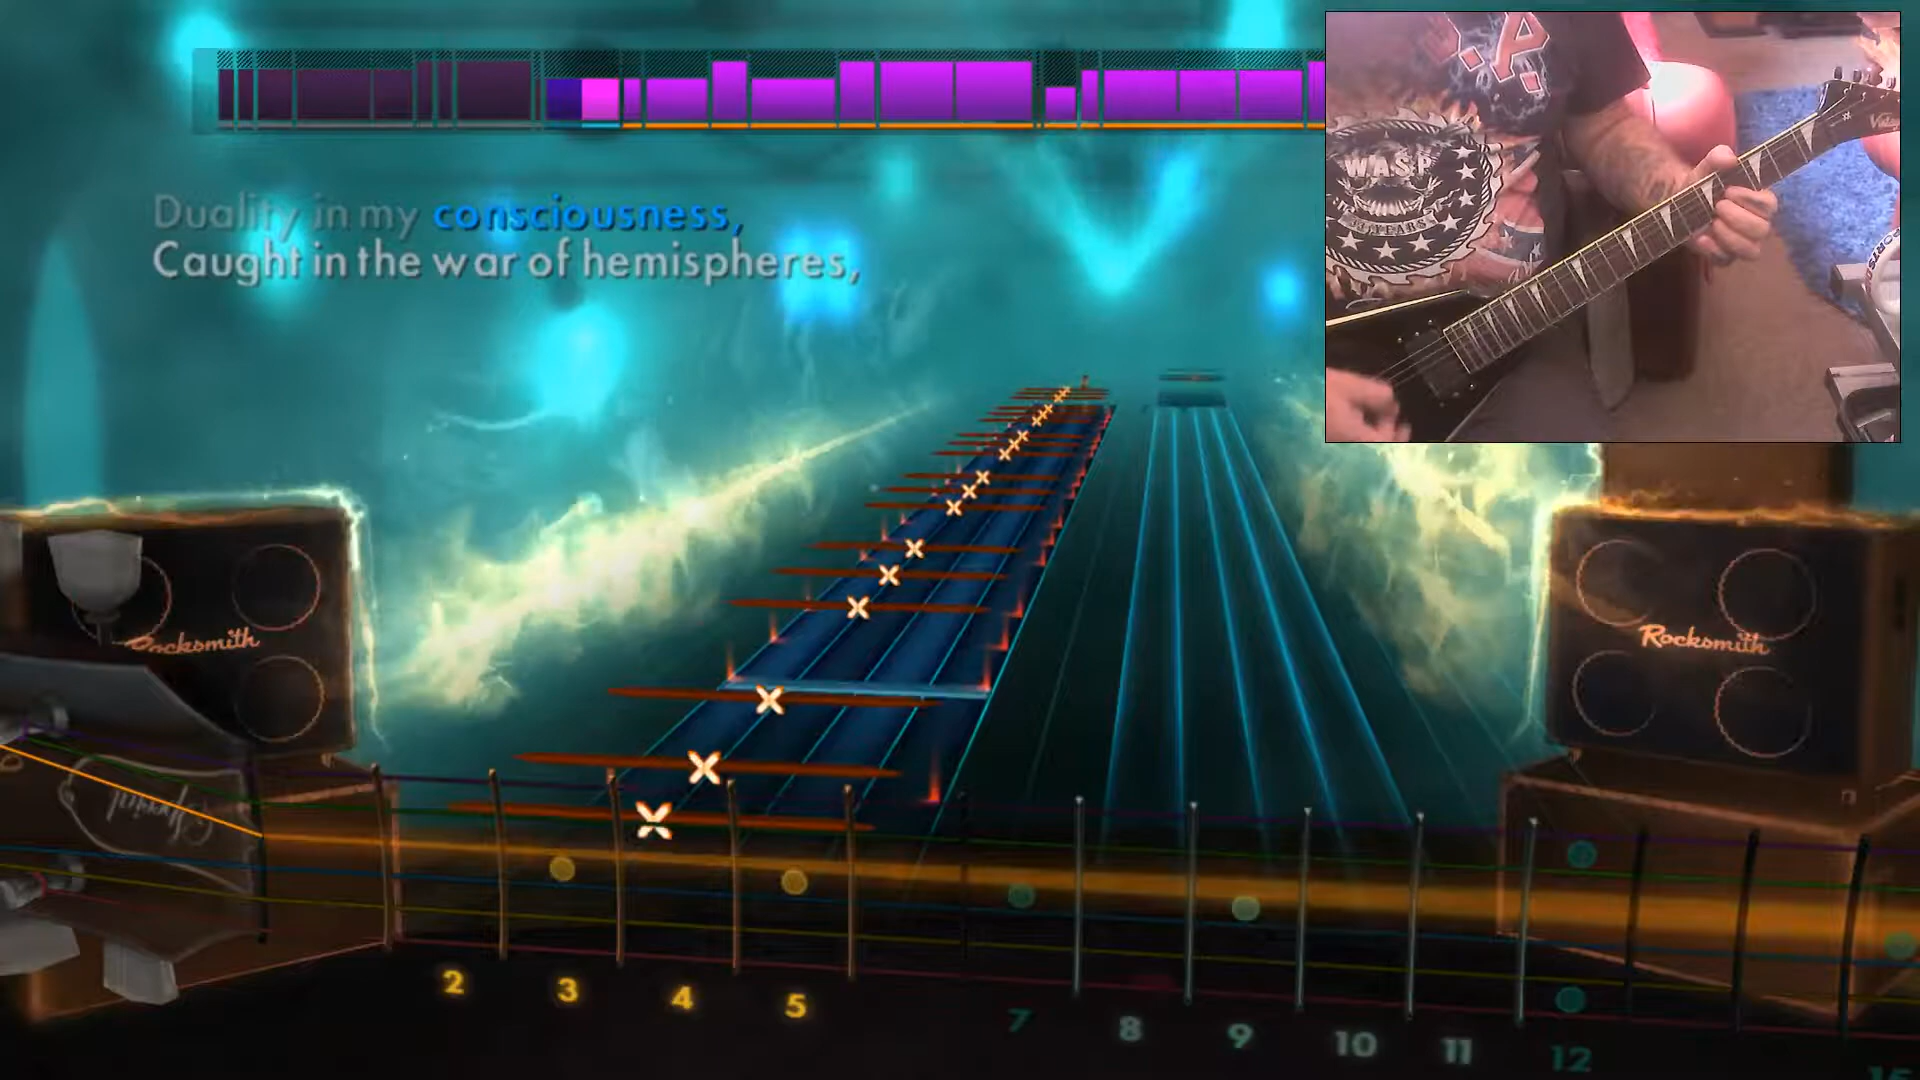 Duality in my consciousness,
Caught in the war of hemispheres,
W.A.S.P
YEARS
Rocksmith
Rocksmith
2 3 4 5 7 8 9 10 11 12